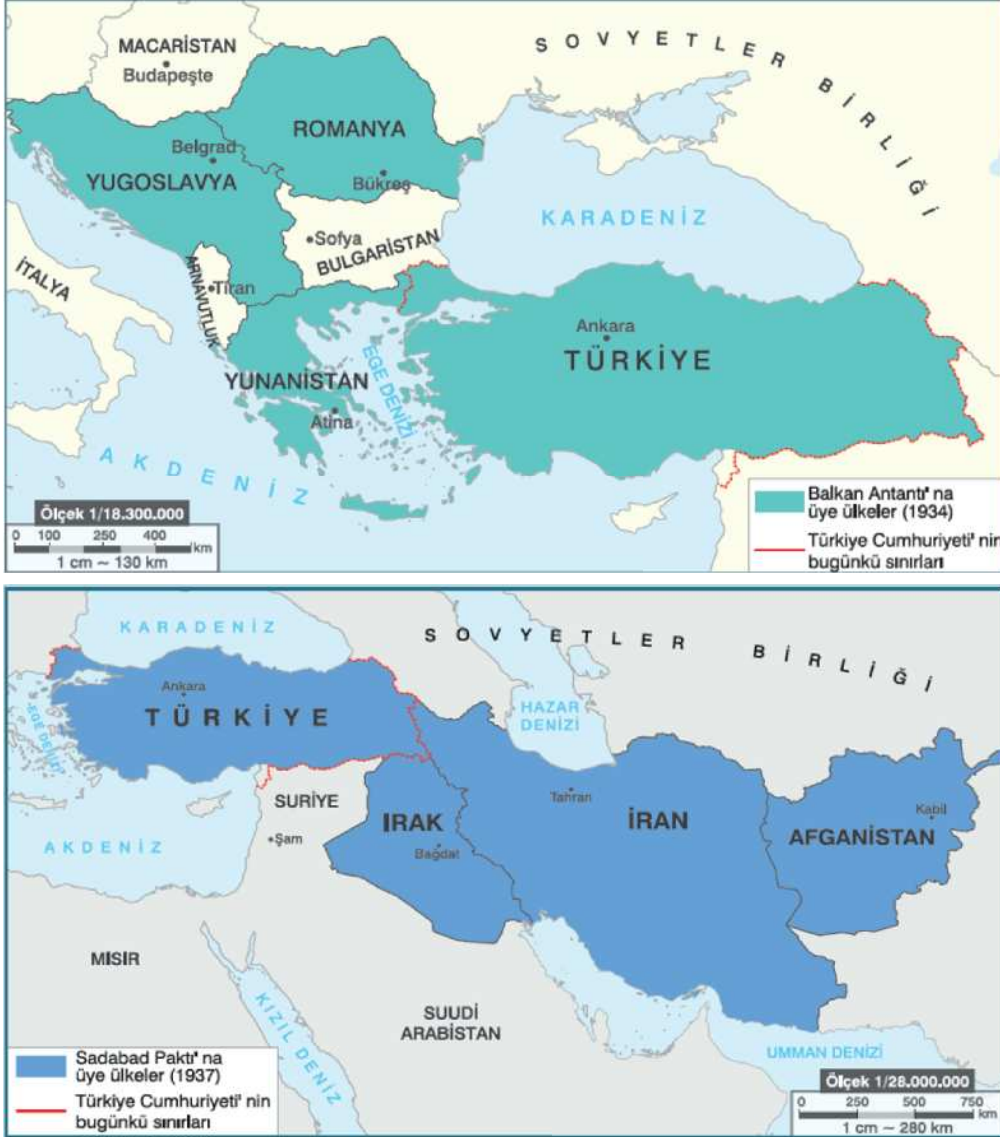 MACARİSTAN
Budapeşte
SOVYETLER BİRLİĞİ
ROMANYA
Belgrad
YUGOSLAVYA
Bükreş
KARADENİZ
Sofya
BULGARİSTAN
İTALYA
ARNAVUTLUK
Tiran
Ankara
TÜRKİYE
EGE DENİZİ
YUNANİSTAN
Atina
AKDENİZ
Ölçek 1/18.300.000
0 100 250 400 km
1 cm ~ 130 km
Balkan Antantı' na
üye ülkeler (1934)
Türkiye Cumhuriyeti' nin
bugünkü sınırları
KARADENİZ
SOVYETLER BİRLİĞİ
Ankara
TÜRKİYE
EGE DENİZİ
HAZAR
DENİZİ
SURİYE
Şam
IRAK
Bağdat
Tahran
İRAN
Kabil
AFGANİSTAN
AKDENİZ
MISIR
KIZIL DENİZ
SUUDİ
ARABİSTAN
UMMAN DENİZİ
Sadabad Paktı' na
üye ülkeler (1937)
Türkiye Cumhuriyeti' nin
bugünkü sınırları
Ölçek 1/28.000.000
0 250 500 750 km
1 cm ~ 280 km